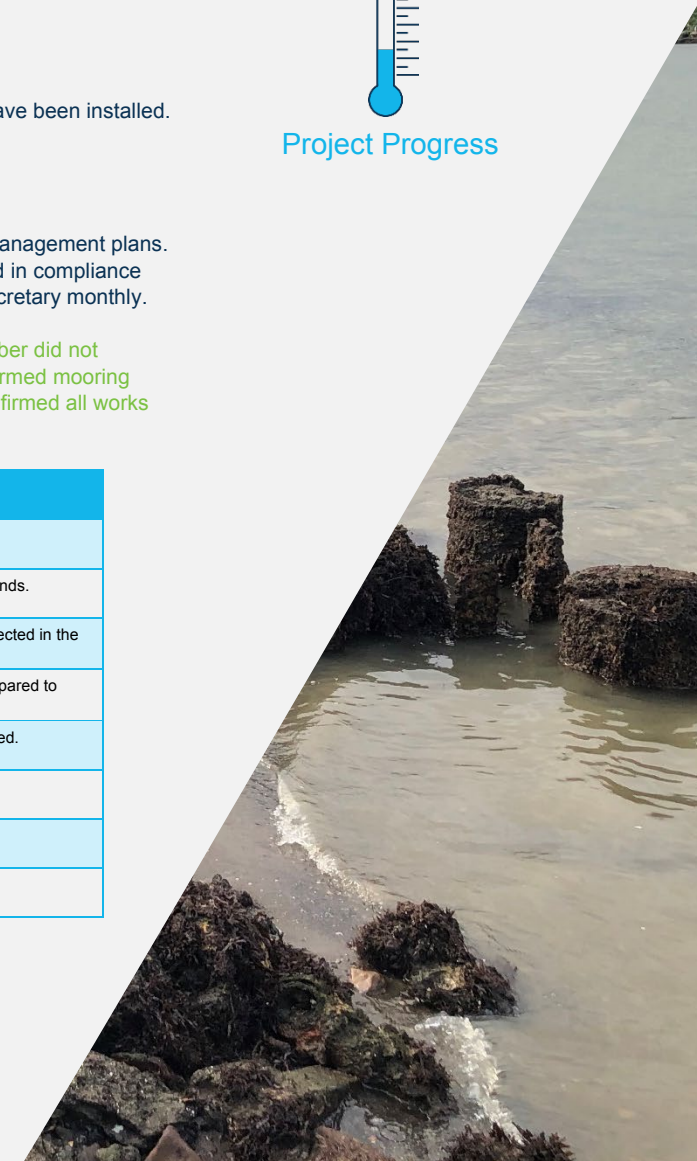 ave been installed.
Project Progress
anagement plans.
d in compliance
cretary monthly.
ber did not
rmed mooring
firmed all works
nds.
ected in the
pared to
ed.